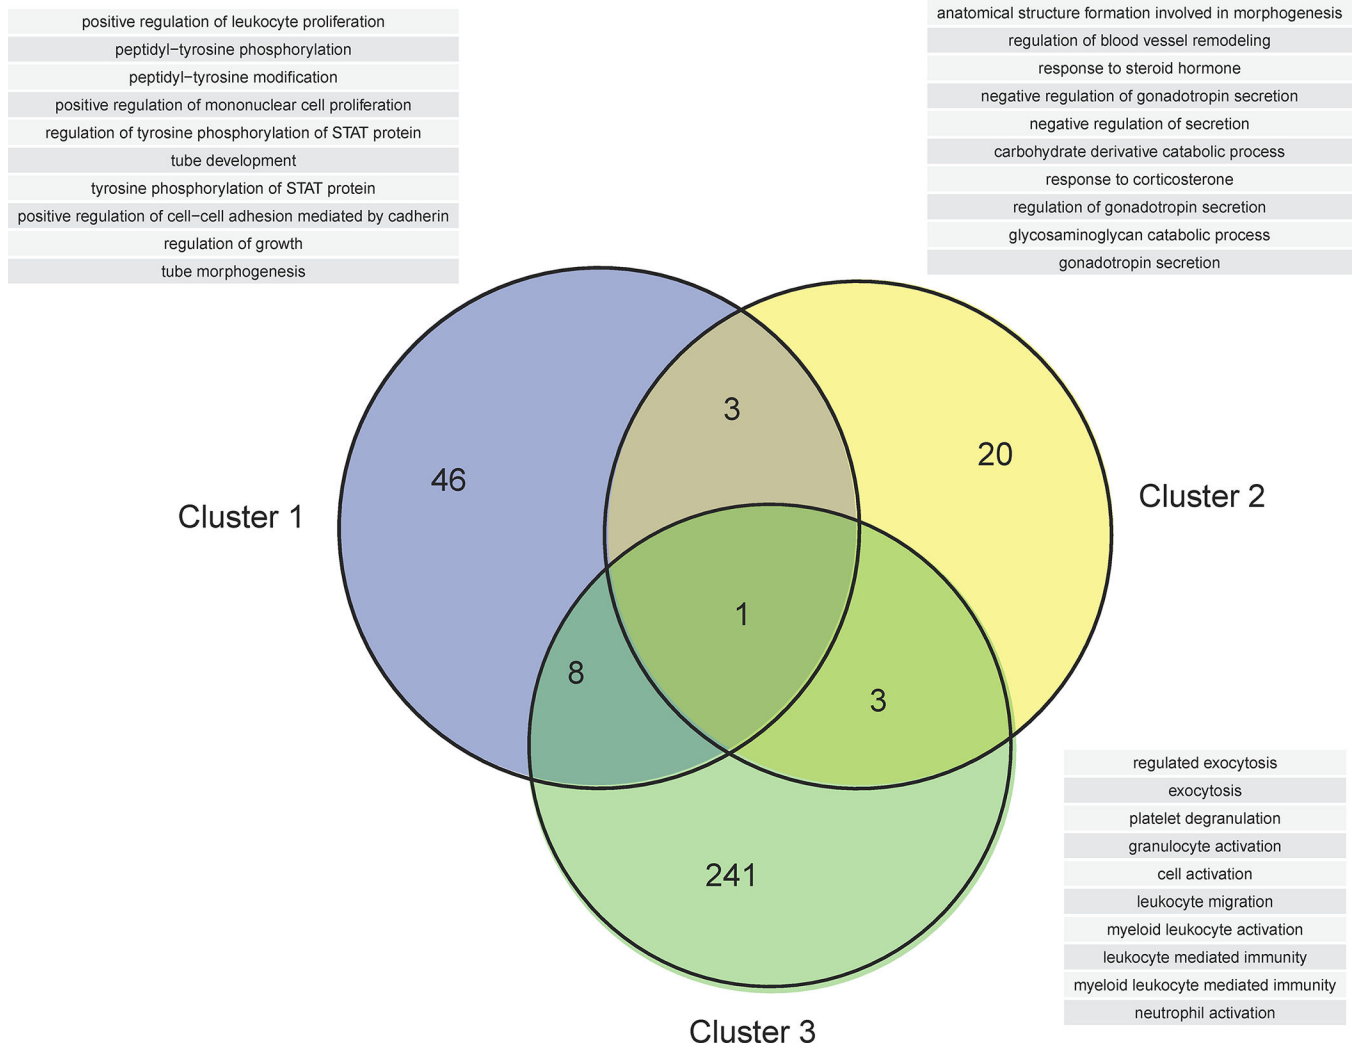 positive regulation of leukocyte proliferation
peptidyl−tyrosine phosphorylation
peptidyl−tyrosine modification
positive regulation of mononuclear cell proliferation
regulation of tyrosine phosphorylation of STAT protein
tube development
tyrosine phosphorylation of STAT protein
positive regulation of cell−cell adhesion mediated by cadherin
regulation of growth
tube morphogenesis
anatomical structure formation involved in morphogenesis
regulation of blood vessel remodeling
response to steroid hormone
negative regulation of gonadotropin secretion
negative regulation of secretion
carbohydrate derivative catabolic process
response to corticosterone
regulation of gonadotropin secretion
glycosaminoglycan catabolic process
gonadotropin secretion
3
20
46
Cluster 1
Cluster 2
1
8
3
241
regulated exocytosis
exocytosis
platelet degranulation
granulocyte activation
cell activation
leukocyte migration
myeloid leukocyte activation
leukocyte mediated immunity
myeloid leukocyte mediated immunity
neutrophil activation
Cluster 3